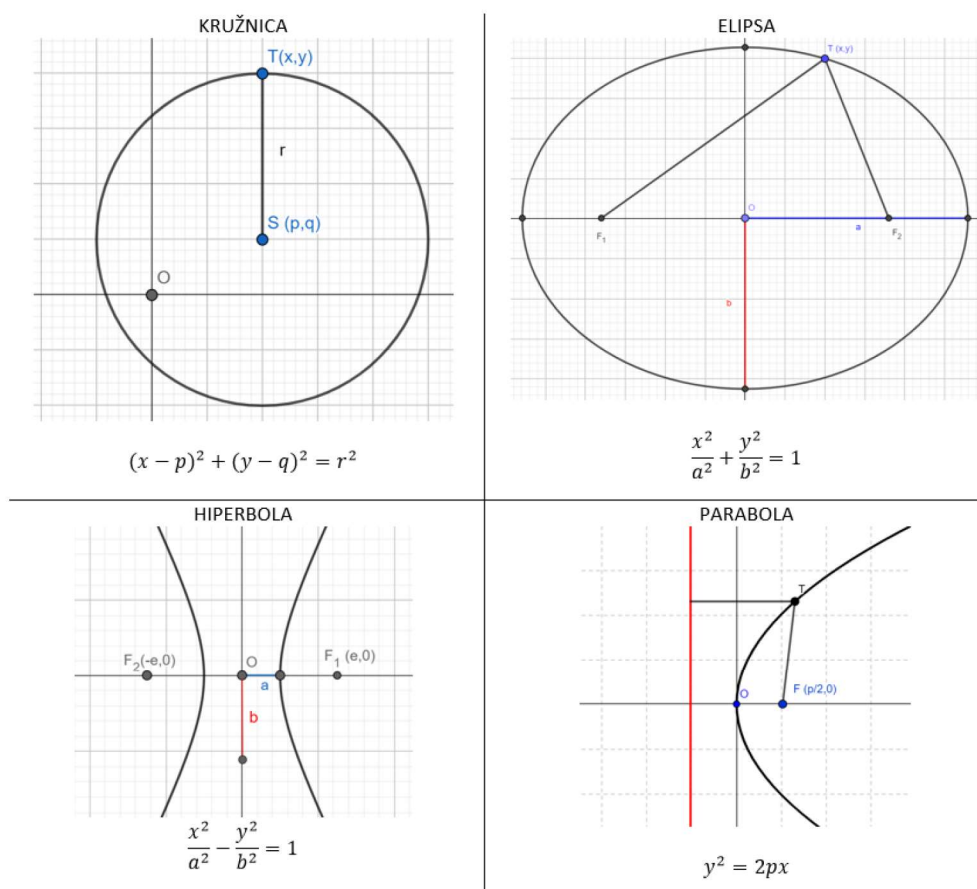 KRUŽNICA
T(x,y)
r
S (p,q)
O
(x − p)² + (y − q)² = r²
ELIPSA
T (x,y)
O
F₁
a
F₂
b
x²/a² + y²/b² = 1
HIPERBOLA
F₂(-e,0)
O
F₁ (e,0)
a
b
x²/a² − y²/b² = 1
PARABOLA
T
O
F (p/2,0)
y² = 2px